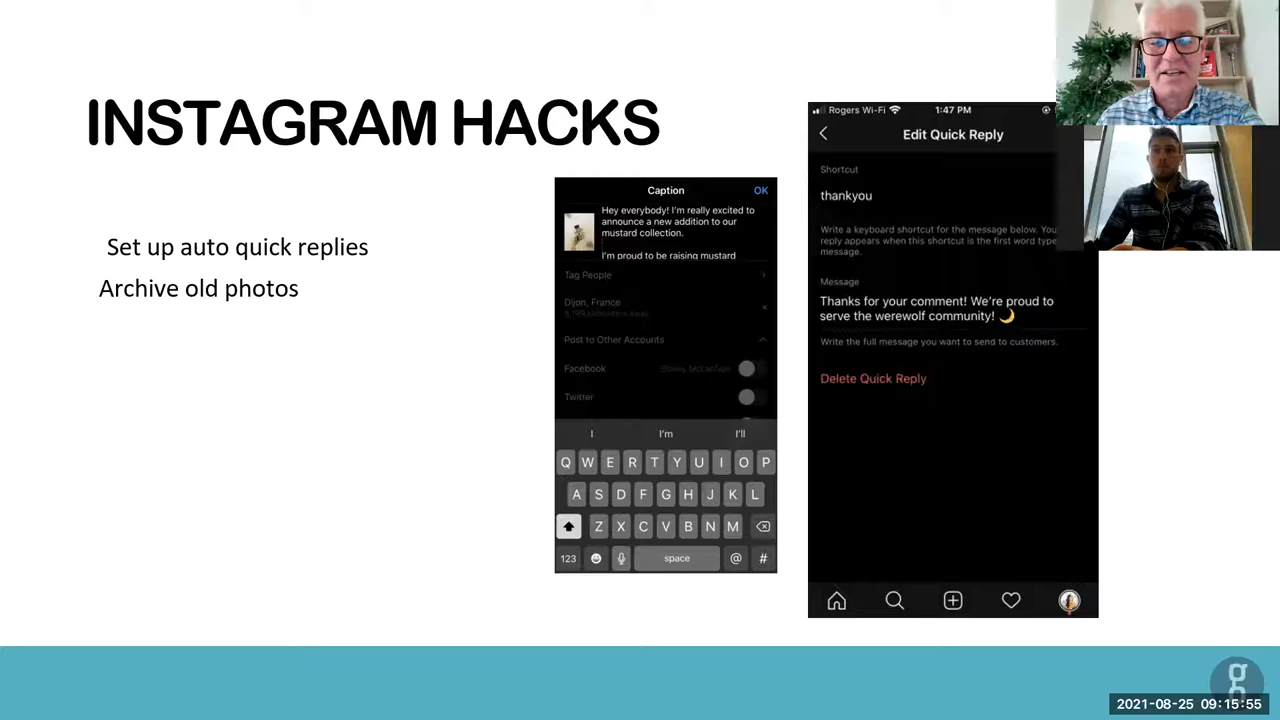 INSTAGRAM HACKS
Set up auto quick replies
Archive old photos
Caption
OK
Hey everybody! I'm really excited to
announce a new addition to our
mustard collection.
I'm proud to be raising mustard
Tag People
Dijon, France
Post to Other Accounts
Facebook
Twitter
I I'm I'll
Q W E R T Y U I O P
A S D F G H J K L
Z X C V B N M
123 space @ #
Rogers Wi-Fi 1:47 PM
Edit Quick Reply
Shortcut
thankyou
Write a keyboard shortcut for the message below. You
reply appears when this shortcut is the first word type
message.
Message
Thanks for your comment! We're proud to
serve the werewolf community! 🌙
Write the full message you want to send to customers.
Delete Quick Reply
g
2021-08-25 09:15:55